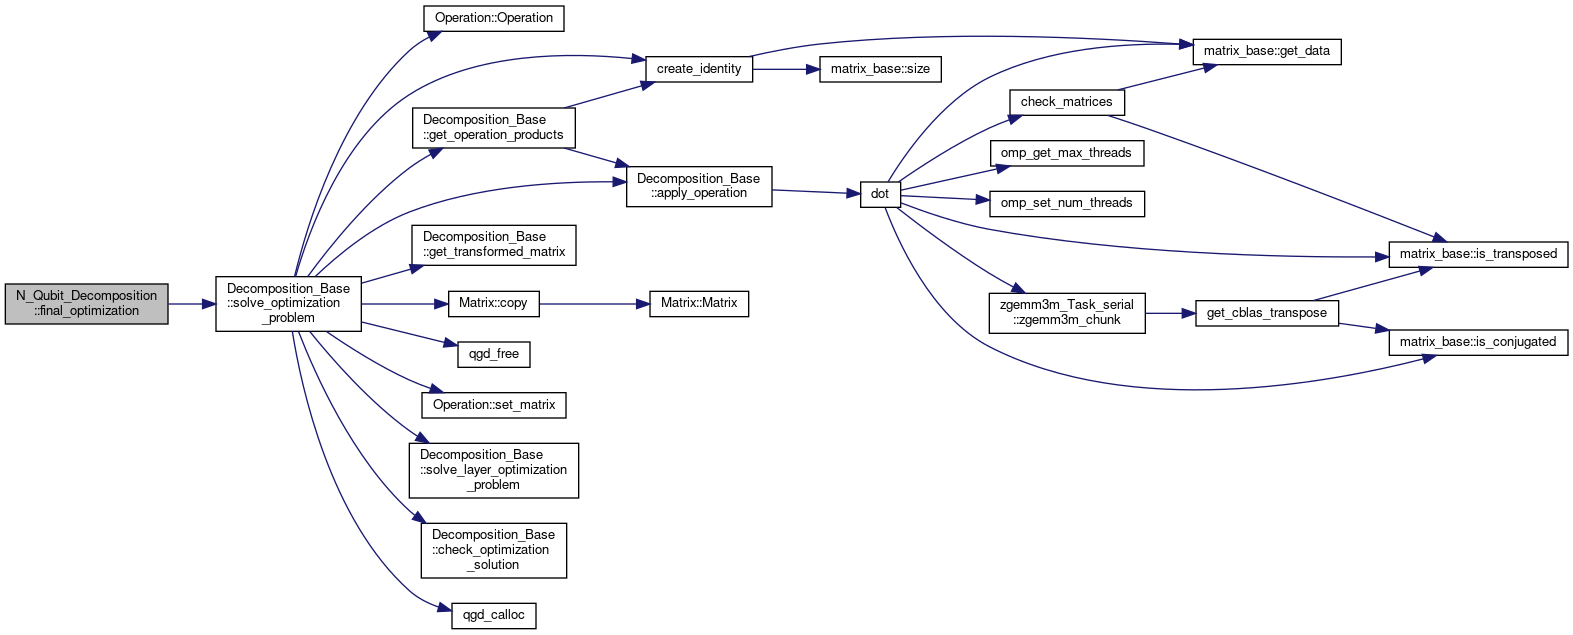 N_Qubit_Decomposition
::final_optimization
Decomposition_Base
::solve_optimization
_problem
Operation::Operation
create_identity
Decomposition_Base
::get_operation_products
Decomposition_Base
::apply_operation
Decomposition_Base
::get_transformed_matrix
Matrix::copy
Matrix::Matrix
qgd_free
Operation::set_matrix
Decomposition_Base
::solve_layer_optimization
_problem
Decomposition_Base
::check_optimization
_solution
qgd_calloc
matrix_base::size
dot
matrix_base::get_data
check_matrices
omp_get_max_threads
omp_set_num_threads
matrix_base::is_transposed
zgemm3m_Task_serial
::zgemm3m_chunk
get_cblas_transpose
matrix_base::is_conjugated